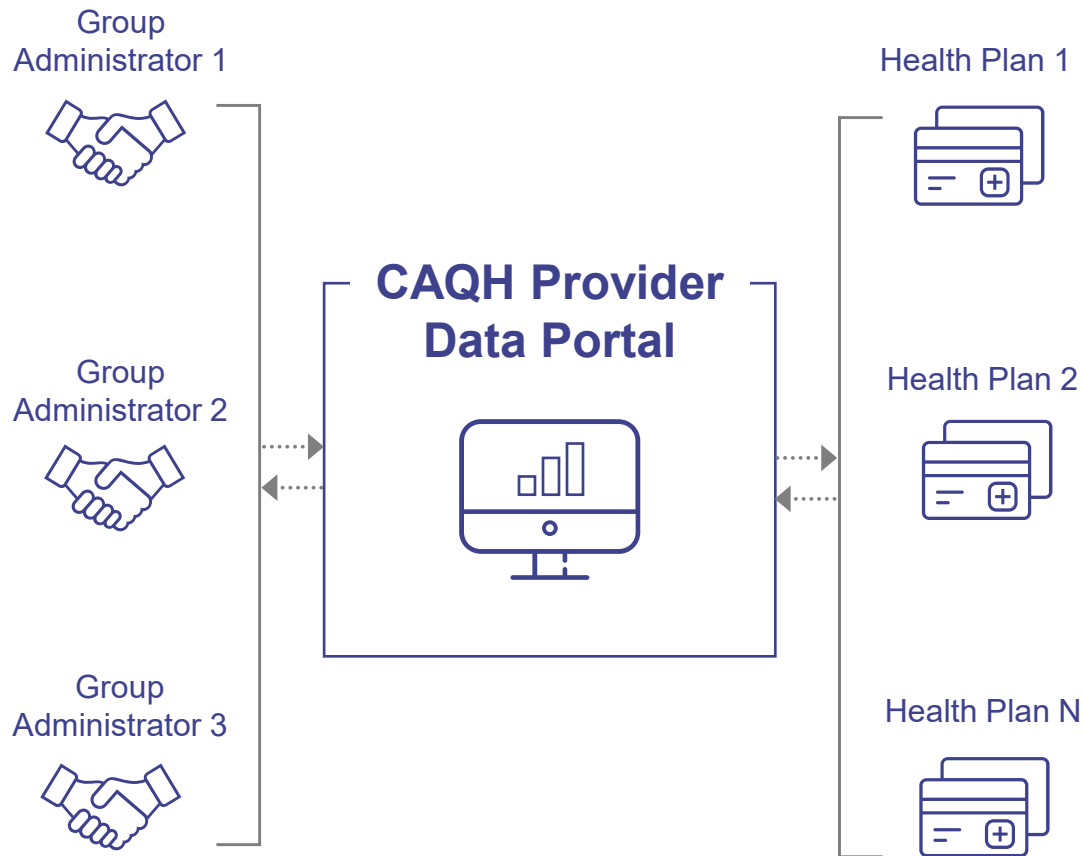 Group
Administrator 1
Health Plan 1
CAQH Provider
Data Portal
Group
Administrator 2
Health Plan 2
Group
Administrator 3
Health Plan N